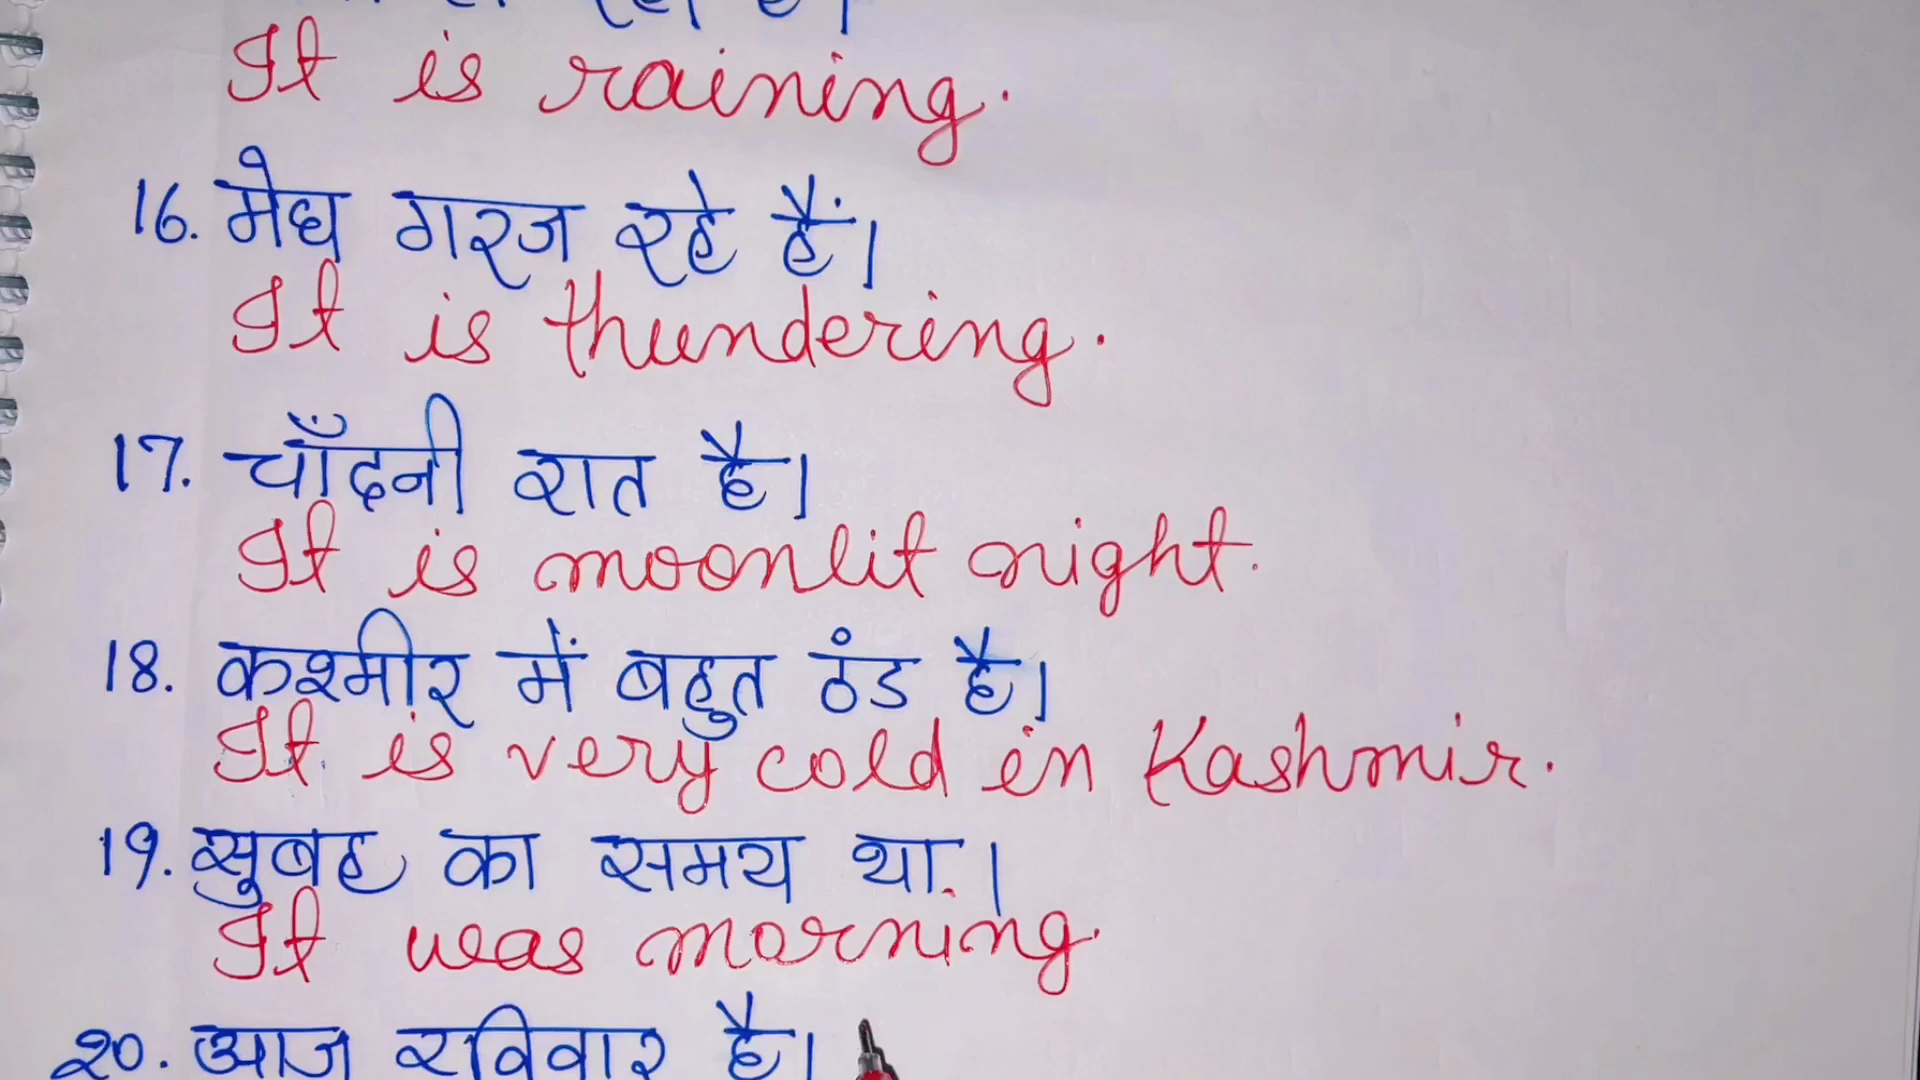 It is raining.
16. मेघ गरज रहे हैं।
It is thundering.
17. चाँदनी रात है।
It is moonlit night.
18. कश्मीर में बहुत ठंड है।
It is very cold in Kashmir.
19. सुबह का समय था।
It was morning.
20. आज रविवार है।